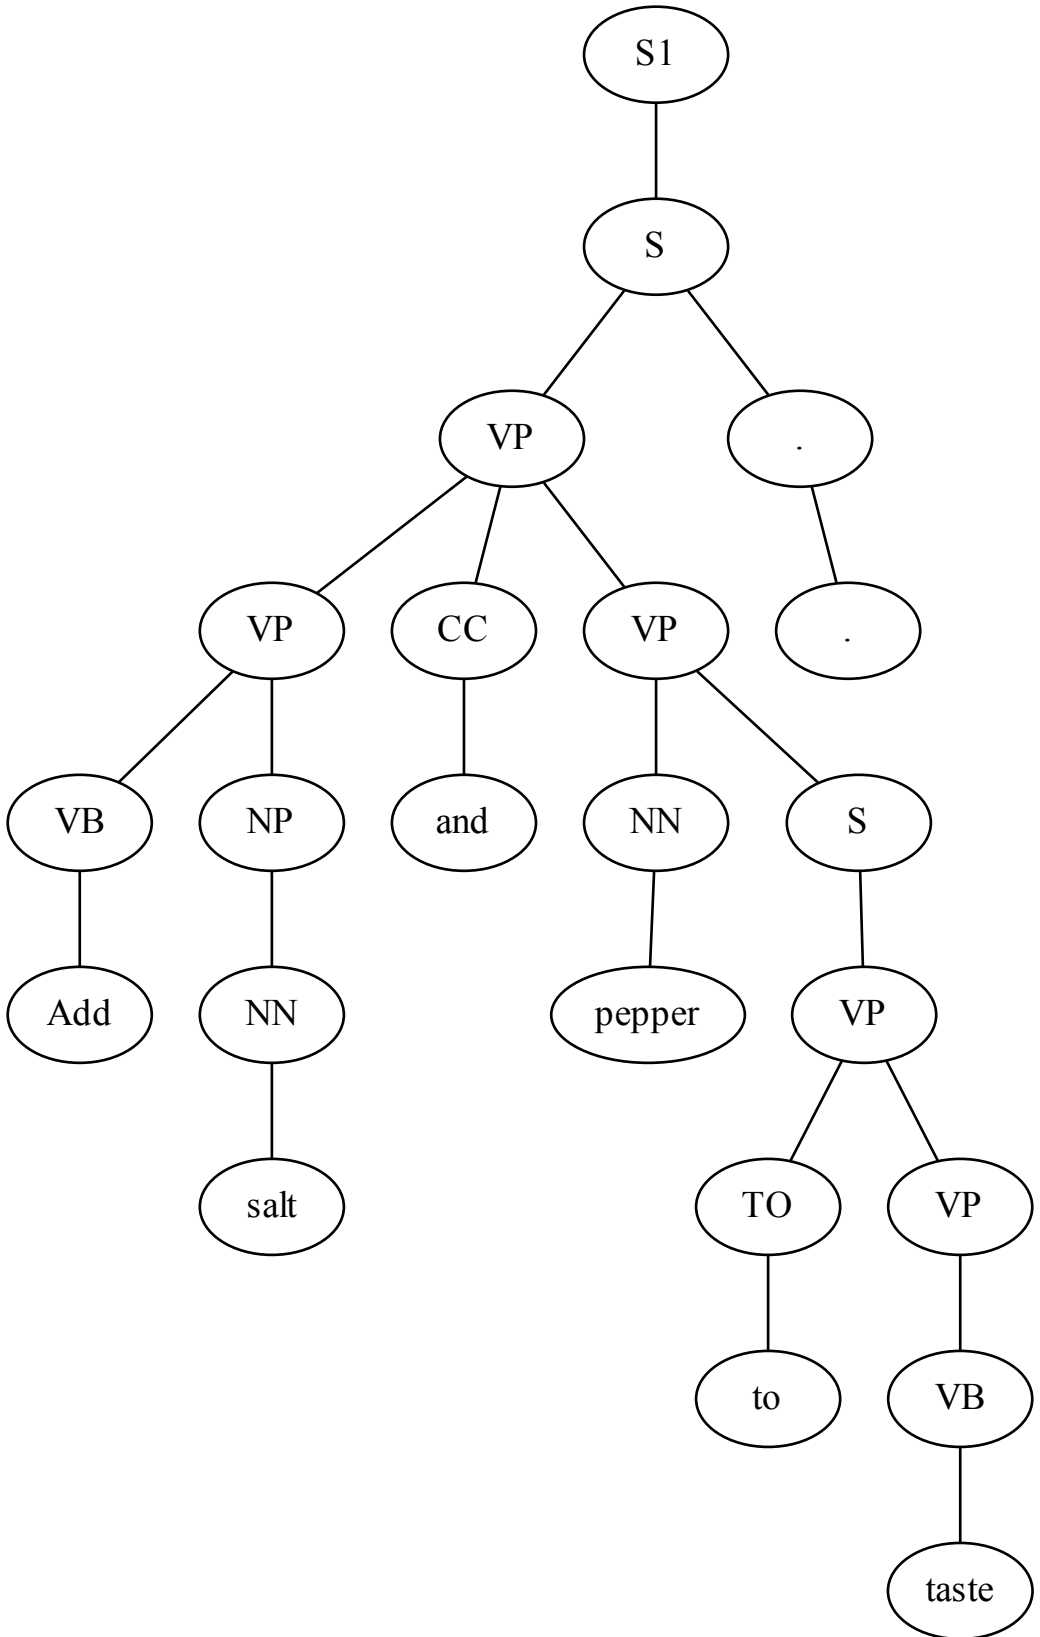 S1
S
VP .
VP CC VP .
VB NP and NN S
Add NN pepper VP
salt TO VP
to VB
taste